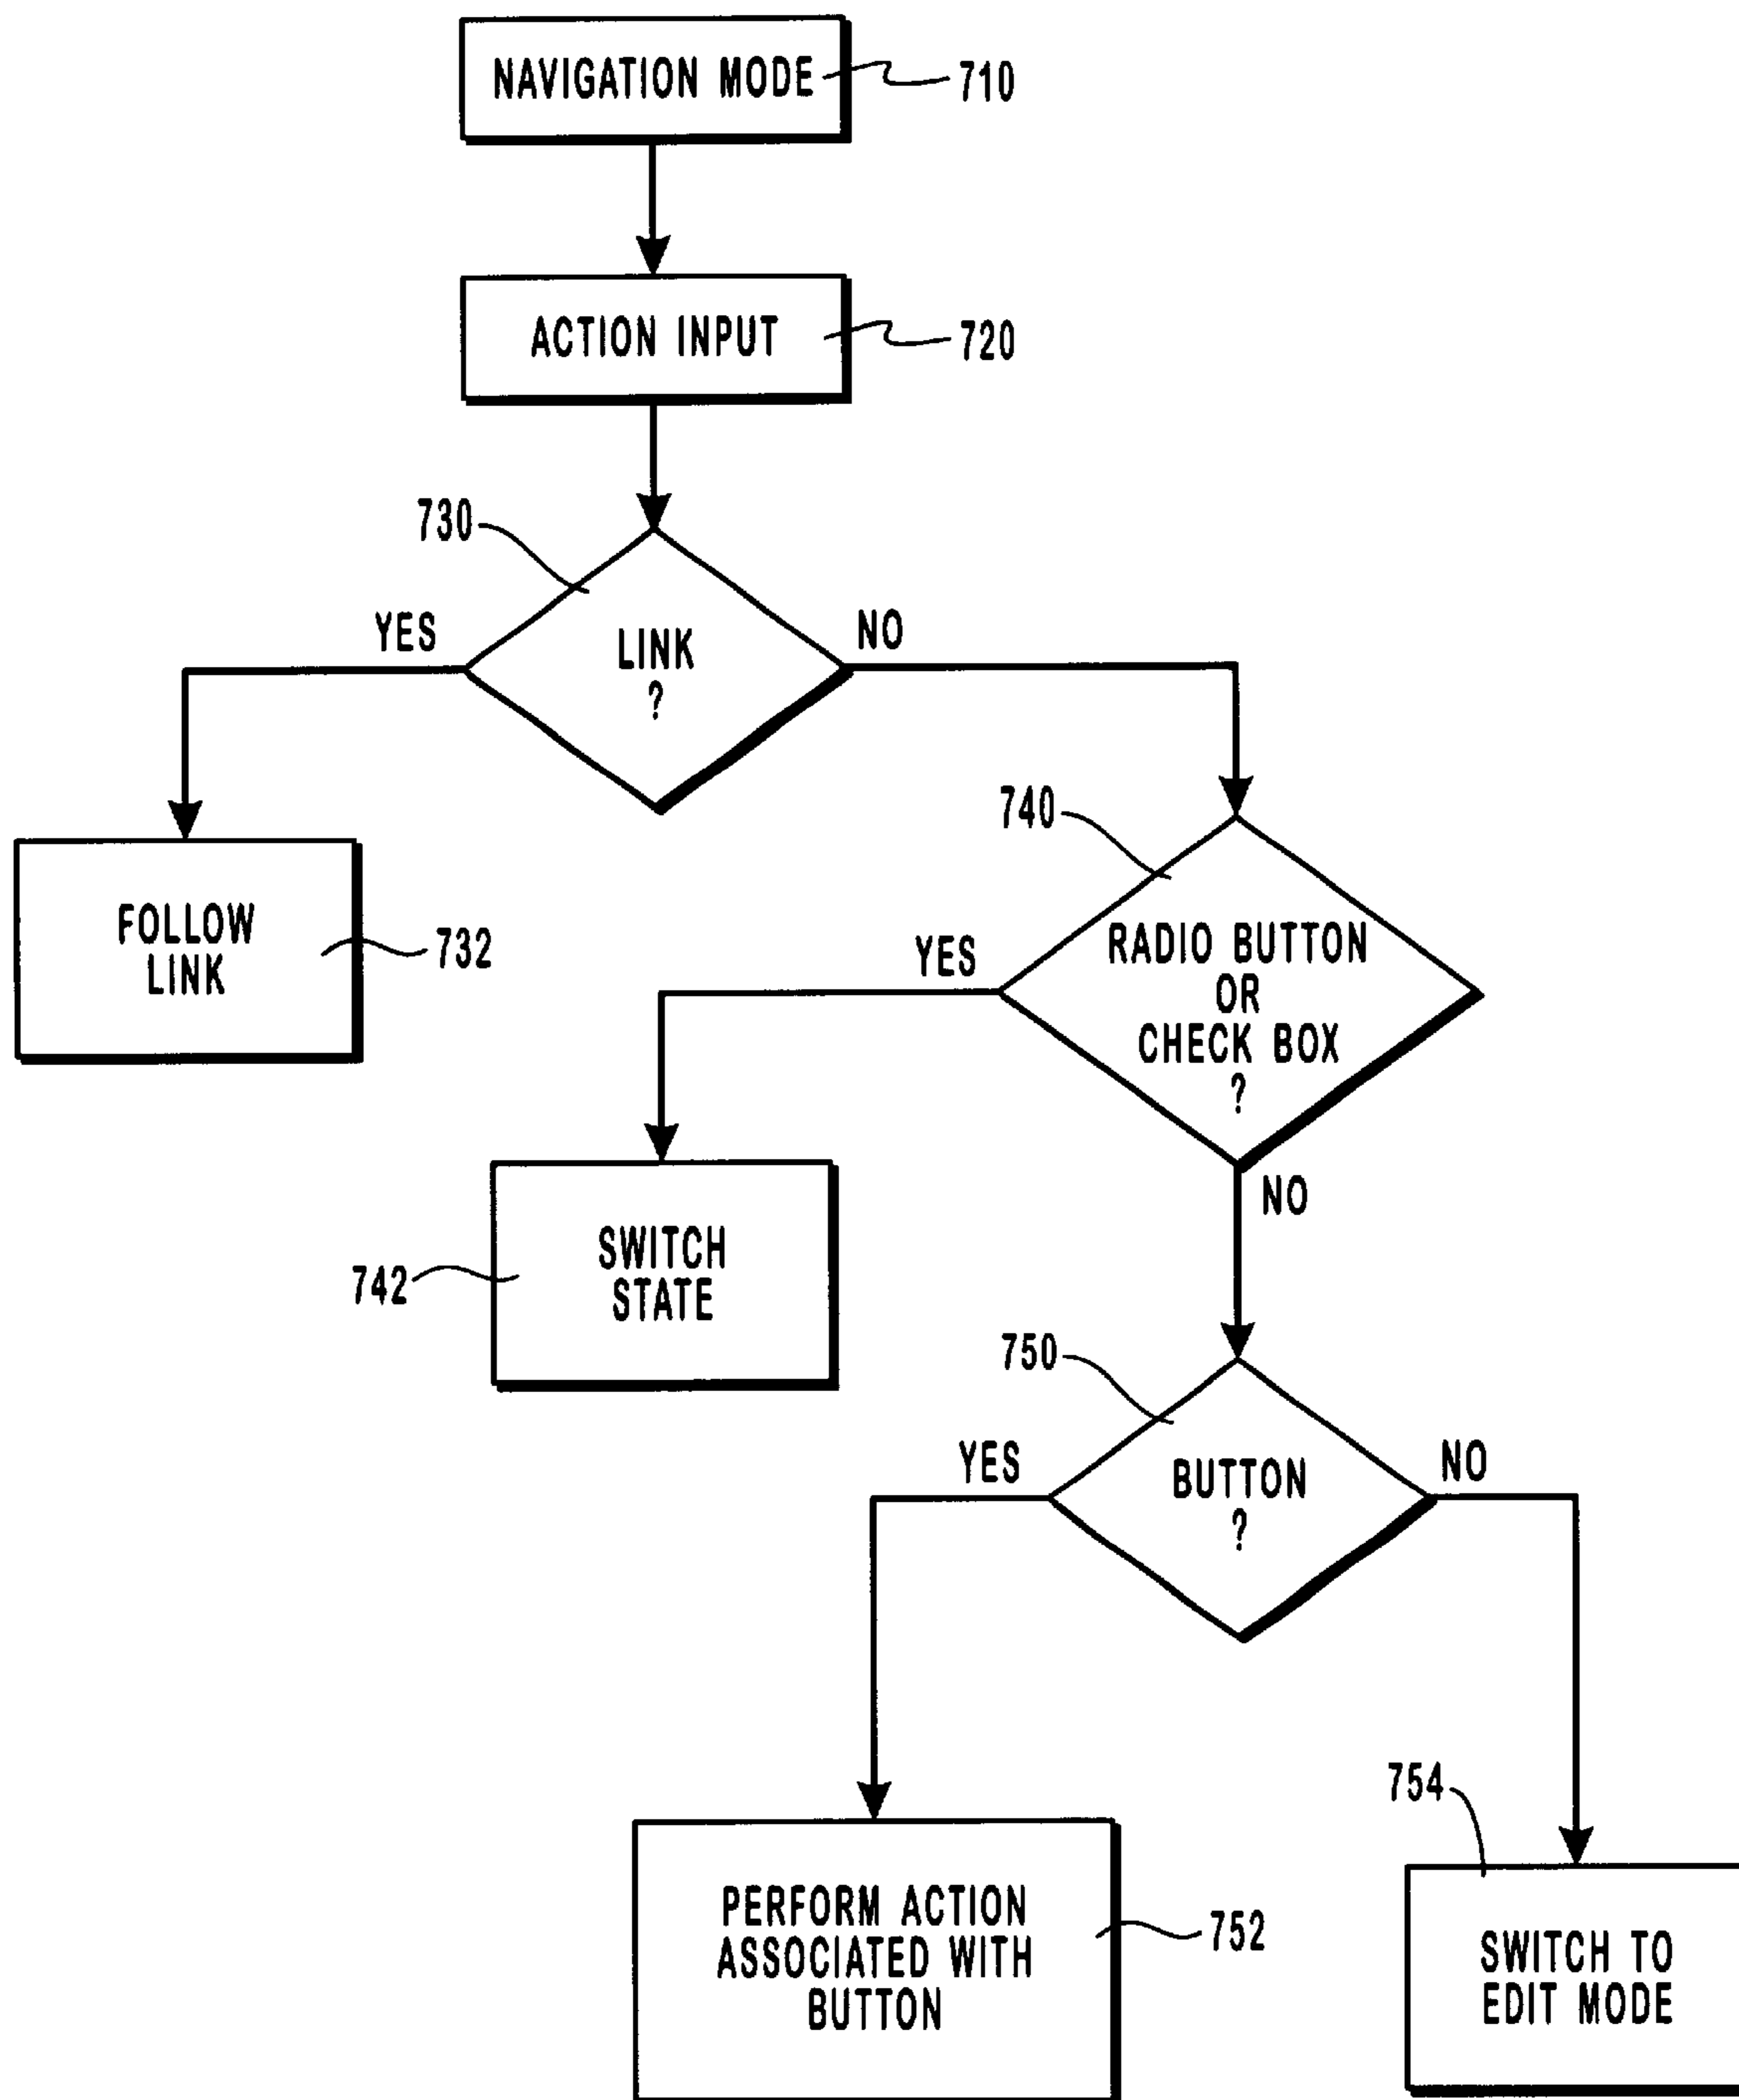 NAVIGATION MODE
710
ACTION INPUT
720
730
YES
LINK
?
NO
FOLLOW
LINK
732
740
YES
RADIO BUTTON
OR
CHECK BOX
?
NO
SWITCH
STATE
742
750
YES
BUTTON
?
NO
PERFORM ACTION
ASSOCIATED WITH
BUTTON
752
754
SWITCH TO
EDIT MODE